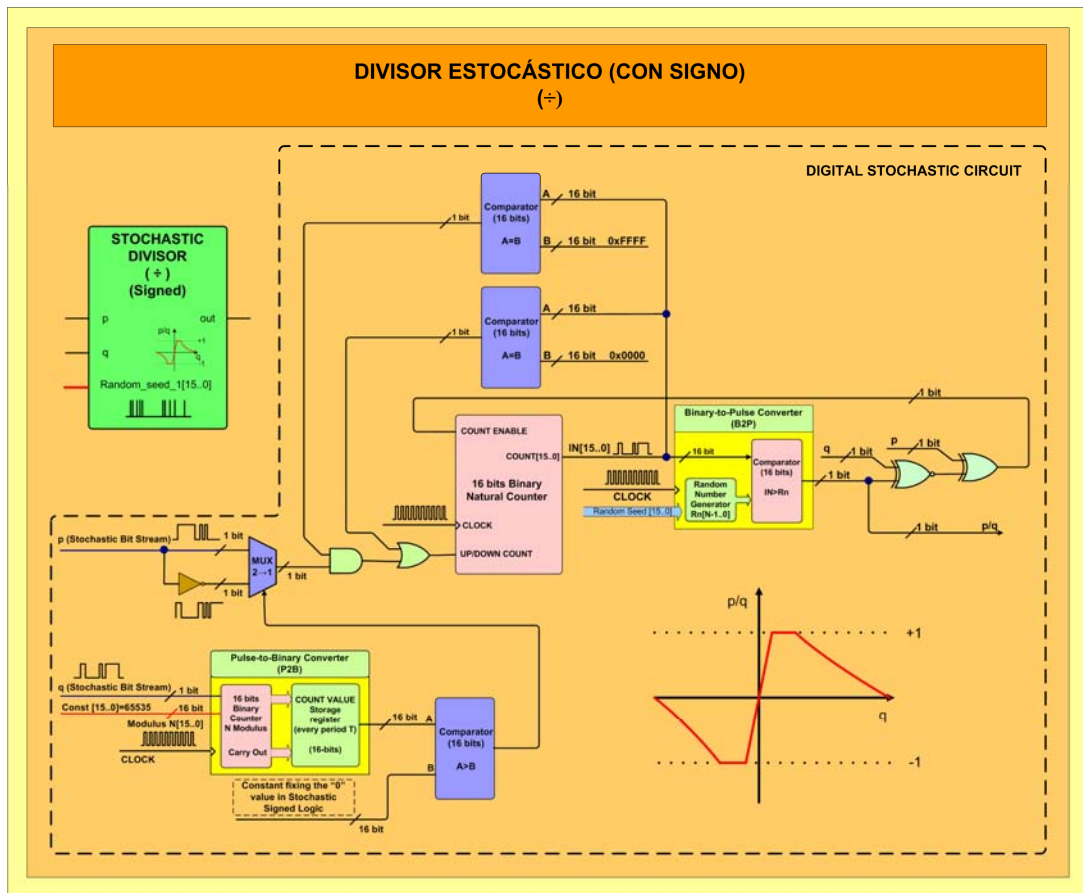 DIVISOR ESTOCÁSTICO (CON SIGNO)
(÷)
DIGITAL STOCHASTIC CIRCUIT
STOCHASTIC
DIVISOR
( ÷ )
(Signed)
p
out
q
Random_seed_1[15..0]
p/q
+1
q
-1
Comparator
(16 bits)
A=B
A
16 bit
B
16 bit
0xFFFF
1 bit
Comparator
(16 bits)
A=B
A
16 bit
B
16 bit
0x0000
1 bit
COUNT ENABLE
COUNT[15..0]
16 bits Binary
Natural Counter
CLOCK
UP/DOWN COUNT
IN[15..0]
CLOCK
Random Seed [15..0]
Binary-to-Pulse Converter
(B2P)
16 bit
Random
Number
Generator
Rn[N-1..0]
Comparator
(16 bits)
IN>Rn
1 bit
q
1 bit
p
1 bit
1 bit
1 bit
p/q
p (Stochastic Bit Stream)
1 bit
1 bit
MUX
2→1
1 bit
q (Stochastic Bit Stream)
1 bit
Const [15..0]=65535
16 bit
Modulus N[15..0]
CLOCK
Pulse-to-Binary Converter
(P2B)
16 bits
Binary
Counter
N Modulus
Carry Out
COUNT VALUE
Storage
register
(every period T)
(16-bits)
16 bit
A
B
Comparator
(16 bits)
A>B
Constant fixing the “0”
value in Stochastic
Signed Logic
16 bit
p/q
+1
q
-1